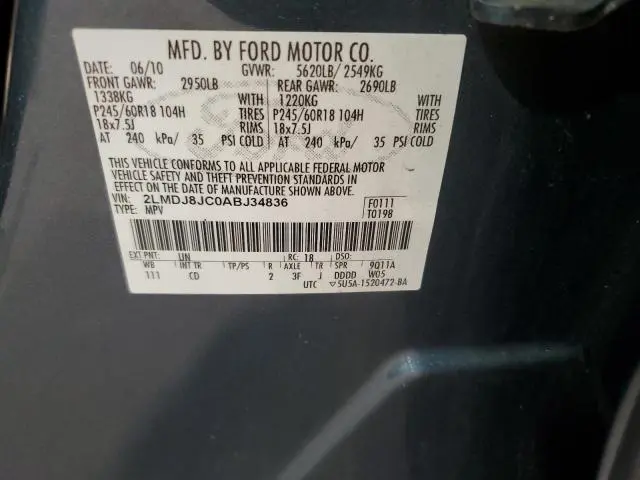 MFD. BY FORD MOTOR CO.
DATE: 06/10 GVWR: 5620LB/ 2549KG
FRONT GAWR: 2950LB REAR GAWR: 2690LB
1338KG WITH 1220KG WITH
P245/60R18 104H TIRES P245/60R18 104H TIRES
18x7.5J RIMS 18x7.5J RIMS
AT 240 kPa/ 35 PSI COLD AT 240 kPa/ 35 PSI COLD
THIS VEHICLE CONFORMS TO ALL APPLICABLE FEDERAL MOTOR
VEHICLE SAFETY AND THEFT PREVENTION STANDARDS IN
EFFECT ON THE DATE OF MANUFACTURE SHOWN ABOVE.
VIN: 2LMDJ8JC0ABJ34836 F0111
TYPE: MPV T0198
EXT PNT: UN RC: 18 DSO:
WB INT TR TP/PS R AXLE TR SPR 9Q11A
111 CD 2 3F J DDDD W05
UTC ▽5U5A-1520472-BA